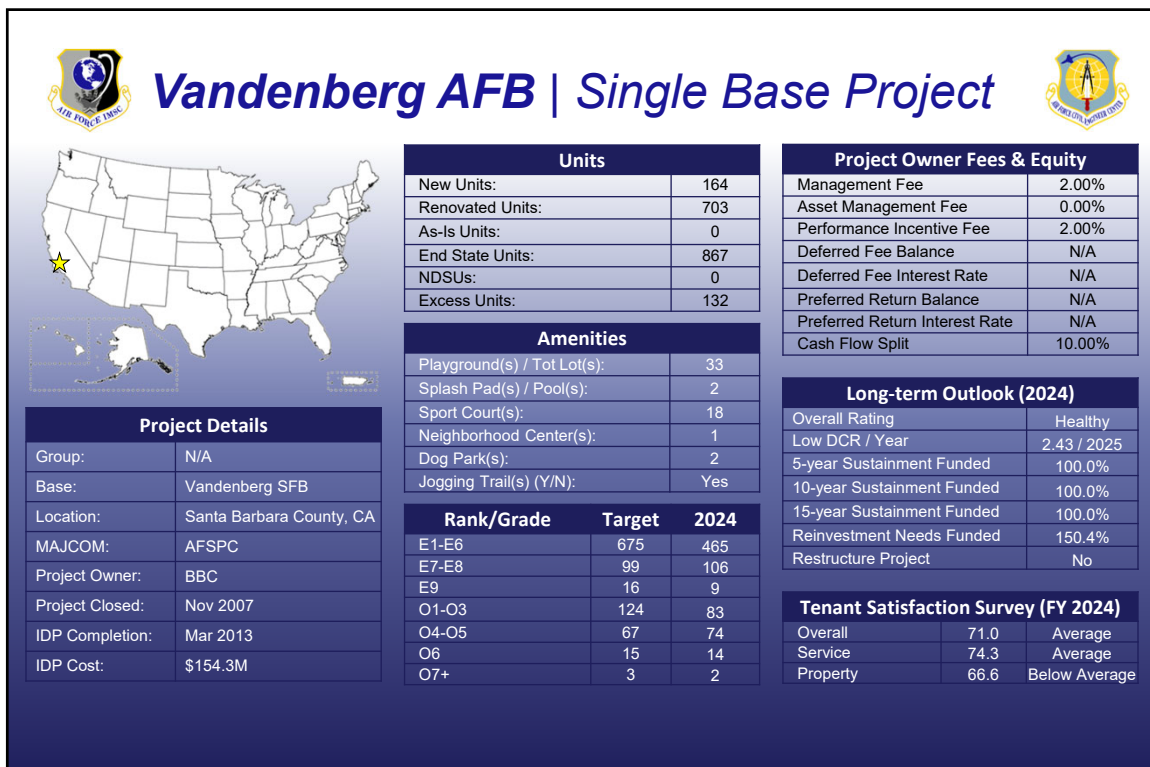 Vandenberg AFB | Single Base Project
AIR FORCE IMSC
AIR FORCE CIVIL ENGINEER CENTER
Project Details
Group: N/A
Base: Vandenberg SFB
Location: Santa Barbara County, CA
MAJCOM: AFSPC
Project Owner: BBC
Project Closed: Nov 2007
IDP Completion: Mar 2013
IDP Cost: $154.3M
Units
New Units: 164
Renovated Units: 703
As-Is Units: 0
End State Units: 867
NDSUs: 0
Excess Units: 132
Amenities
Playground(s) / Tot Lot(s): 33
Splash Pad(s) / Pool(s): 2
Sport Court(s): 18
Neighborhood Center(s): 1
Dog Park(s): 2
Jogging Trail(s) (Y/N): Yes
Rank/Grade Target 2024
E1-E6 675 465
E7-E8 99 106
E9 16 9
O1-O3 124 83
O4-O5 67 74
O6 15 14
O7+ 3 2
Project Owner Fees & Equity
Management Fee 2.00%
Asset Management Fee 0.00%
Performance Incentive Fee 2.00%
Deferred Fee Balance N/A
Deferred Fee Interest Rate N/A
Preferred Return Balance N/A
Preferred Return Interest Rate N/A
Cash Flow Split 10.00%
Long-term Outlook (2024)
Overall Rating Healthy
Low DCR / Year 2.43 / 2025
5-year Sustainment Funded 100.0%
10-year Sustainment Funded 100.0%
15-year Sustainment Funded 100.0%
Reinvestment Needs Funded 150.4%
Restructure Project No
Tenant Satisfaction Survey (FY 2024)
Overall 71.0 Average
Service 74.3 Average
Property 66.6 Below Average